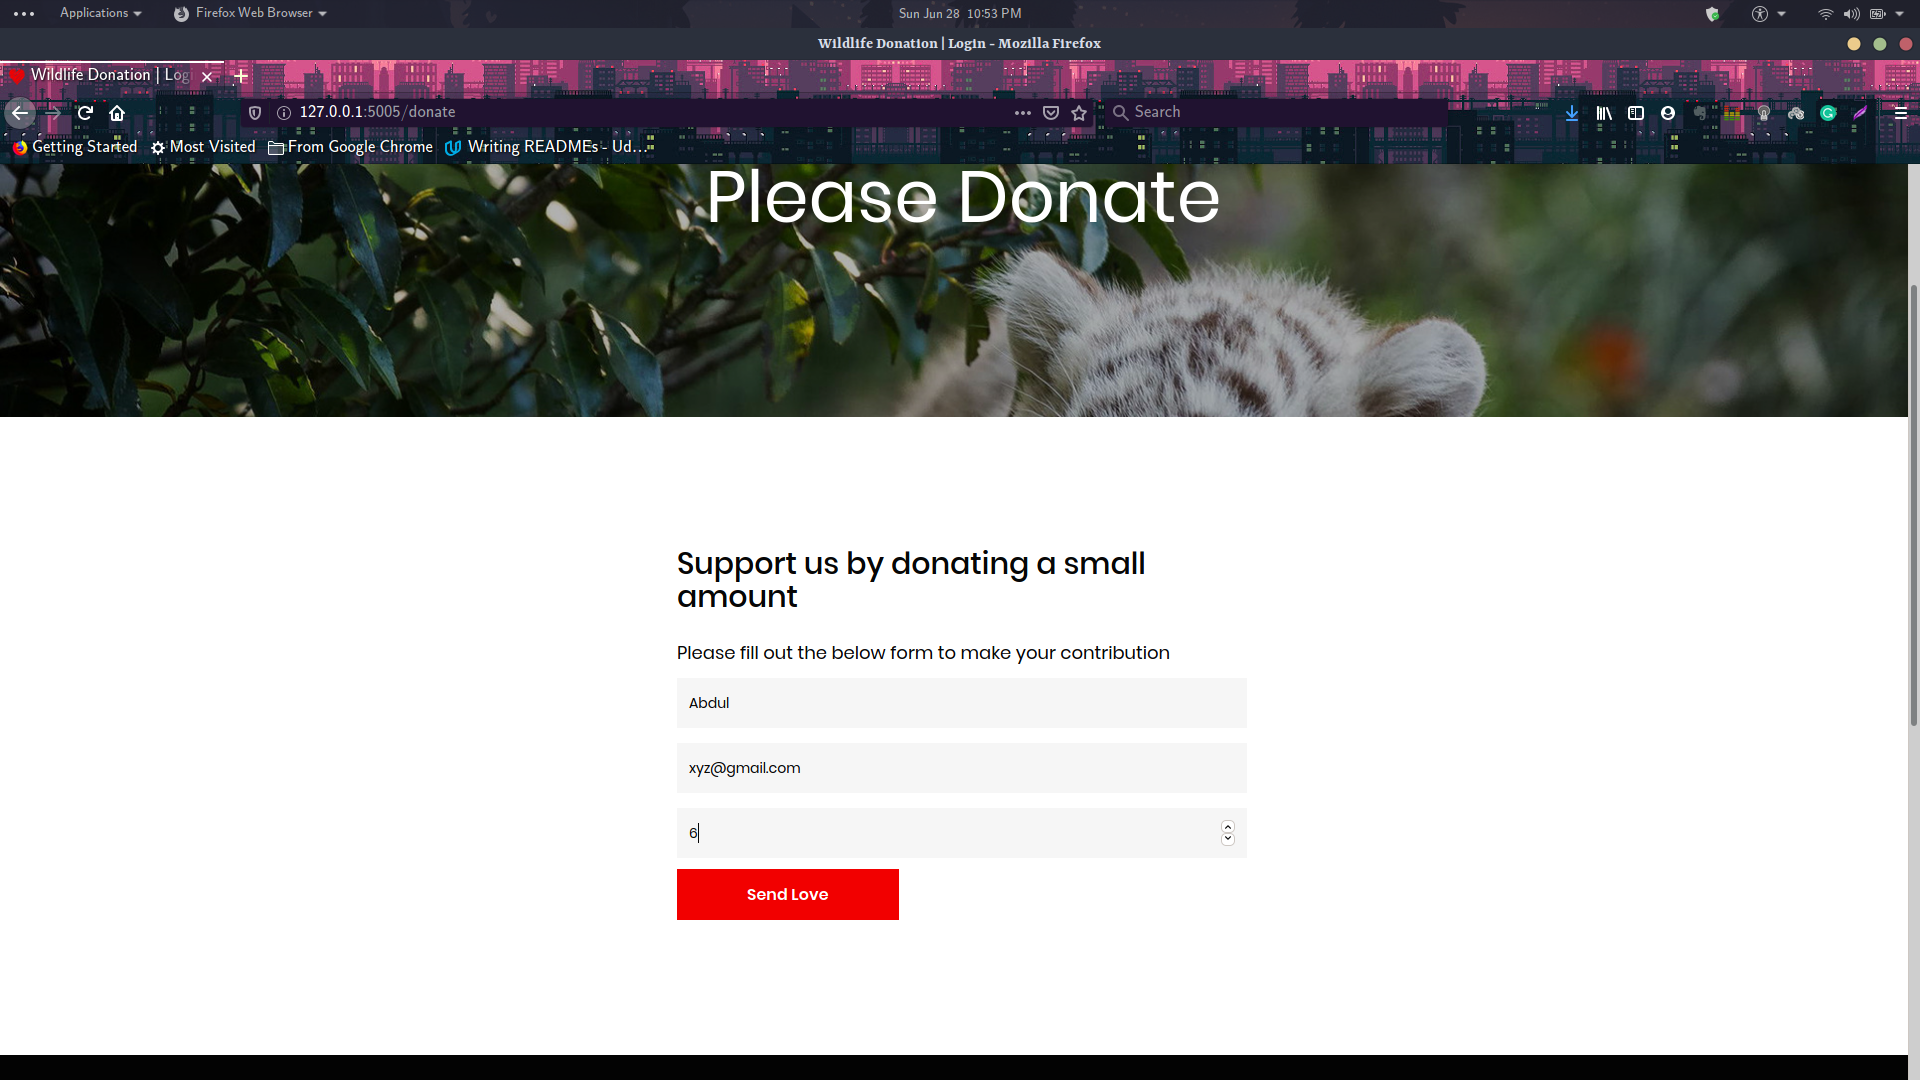 Applications
Firefox Web Browser
Sun Jun 28 10:53 PM
Wildlife Donation | Login - Mozilla Firefox
Wildlife Donation | Log
127.0.0.1:5005/donate
Search
Getting Started
Most Visited
From Google Chrome
Writing READMEs - Ud...
Please Donate
Support us by donating a small
amount
Please fill out the below form to make your contribution
Abdul
xyz@gmail.com
6
Send Love